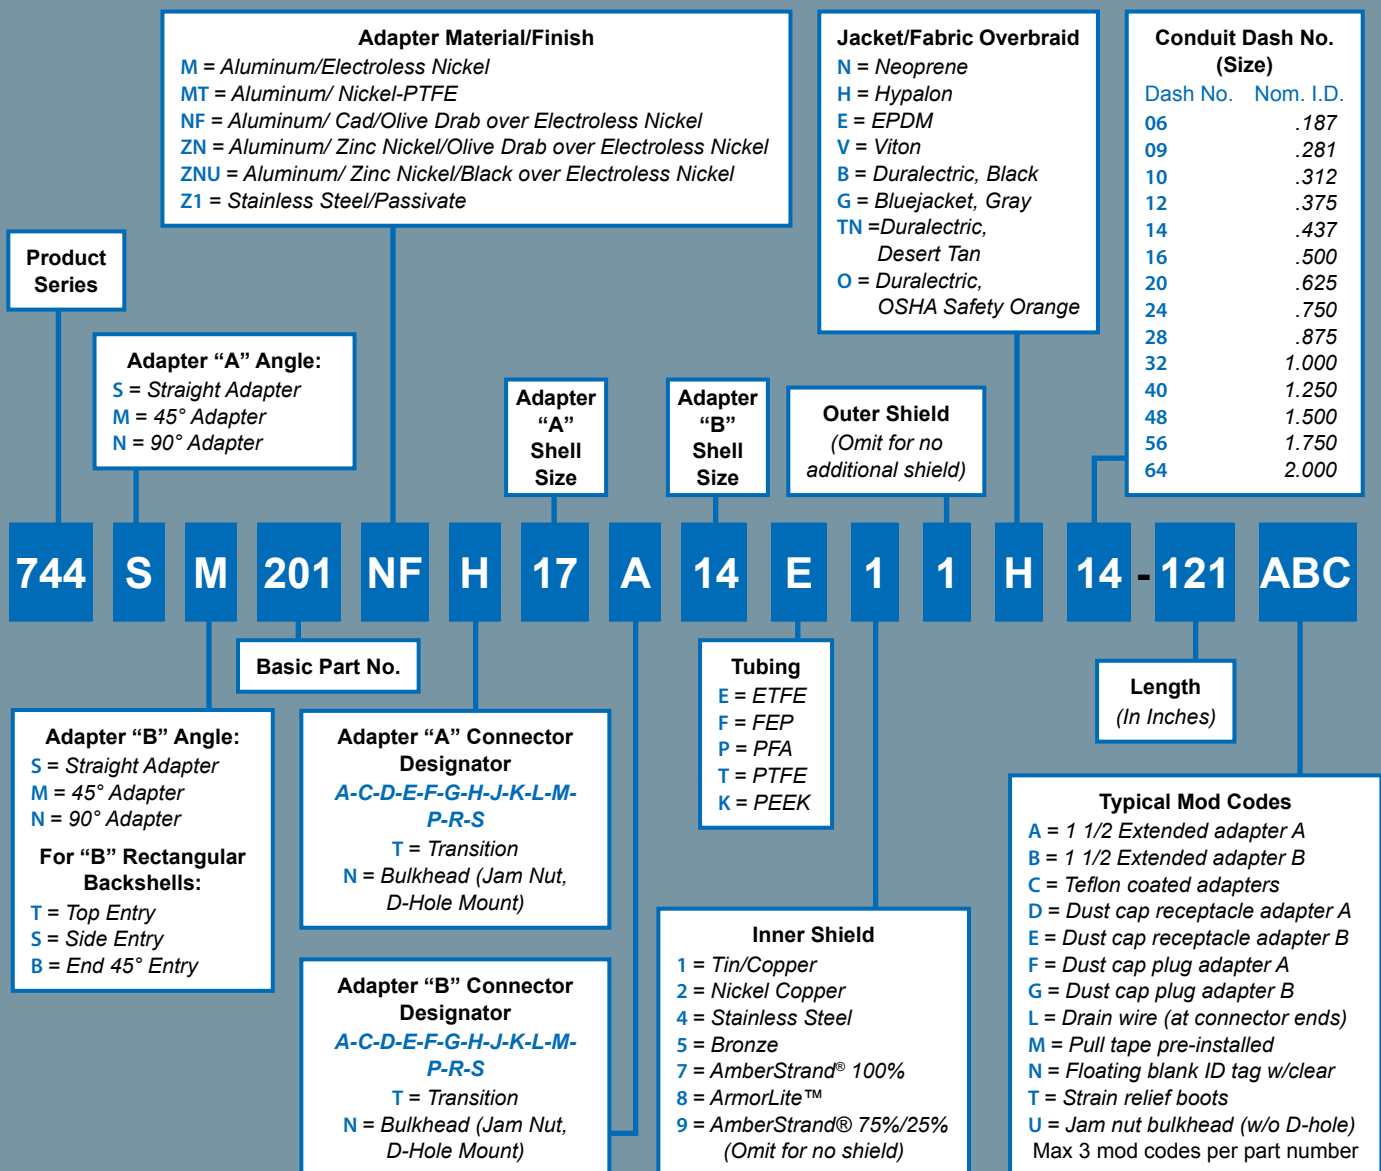 Adapter Material/Finish
M = Aluminum/Electroless Nickel
MT = Aluminum/ Nickel-PTFE
NF = Aluminum/ Cad/Olive Drab over Electroless Nickel
ZN = Aluminum/ Zinc Nickel/Olive Drab over Electroless Nickel
ZNU = Aluminum/ Zinc Nickel/Black over Electroless Nickel
Z1 = Stainless Steel/Passivate
Jacket/Fabric Overbraid
N = Neoprene
H = Hypalon
E = EPDM
V = Viton
B = Duralectric, Black
G = Bluejacket, Gray
TN =Duralectric,
Desert Tan
O = Duralectric,
OSHA Safety Orange
Conduit Dash No.
(Size)
Dash No. Nom. I.D.
06 .187
09 .281
10 .312
12 .375
14 .437
16 .500
20 .625
24 .750
28 .875
32 1.000
40 1.250
48 1.500
56 1.750
64 2.000
Product
Series
Adapter “A” Angle:
S = Straight Adapter
M = 45° Adapter
N = 90° Adapter
Adapter
“A”
Shell
Size
Adapter
“B”
Shell
Size
Outer Shield
(Omit for no
additional shield)
744 S M 201 NF H 17 A 14 E 1 1 H 14 - 121 ABC
Basic Part No.
Adapter “B” Angle:
S = Straight Adapter
M = 45° Adapter
N = 90° Adapter
For “B” Rectangular
Backshells:
T = Top Entry
S = Side Entry
B = End 45° Entry
Adapter “A” Connector
Designator
A-C-D-E-F-G-H-J-K-L-M-
P-R-S
T = Transition
N = Bulkhead (Jam Nut,
D-Hole Mount)
Adapter “B” Connector
Designator
A-C-D-E-F-G-H-J-K-L-M-
P-R-S
T = Transition
N = Bulkhead (Jam Nut,
D-Hole Mount)
Tubing
E = ETFE
F = FEP
P = PFA
T = PTFE
K = PEEK
Inner Shield
1 = Tin/Copper
2 = Nickel Copper
4 = Stainless Steel
5 = Bronze
7 = AmberStrand® 100%
8 = ArmorLite™
9 = AmberStrand® 75%/25%
(Omit for no shield)
Length
(In Inches)
Typical Mod Codes
A = 1 1/2 Extended adapter A
B = 1 1/2 Extended adapter B
C = Teflon coated adapters
D = Dust cap receptacle adapter A
E = Dust cap receptacle adapter B
F = Dust cap plug adapter A
G = Dust cap plug adapter B
L = Drain wire (at connector ends)
M = Pull tape pre-installed
N = Floating blank ID tag w/clear
T = Strain relief boots
U = Jam nut bulkhead (w/o D-hole)
Max 3 mod codes per part number